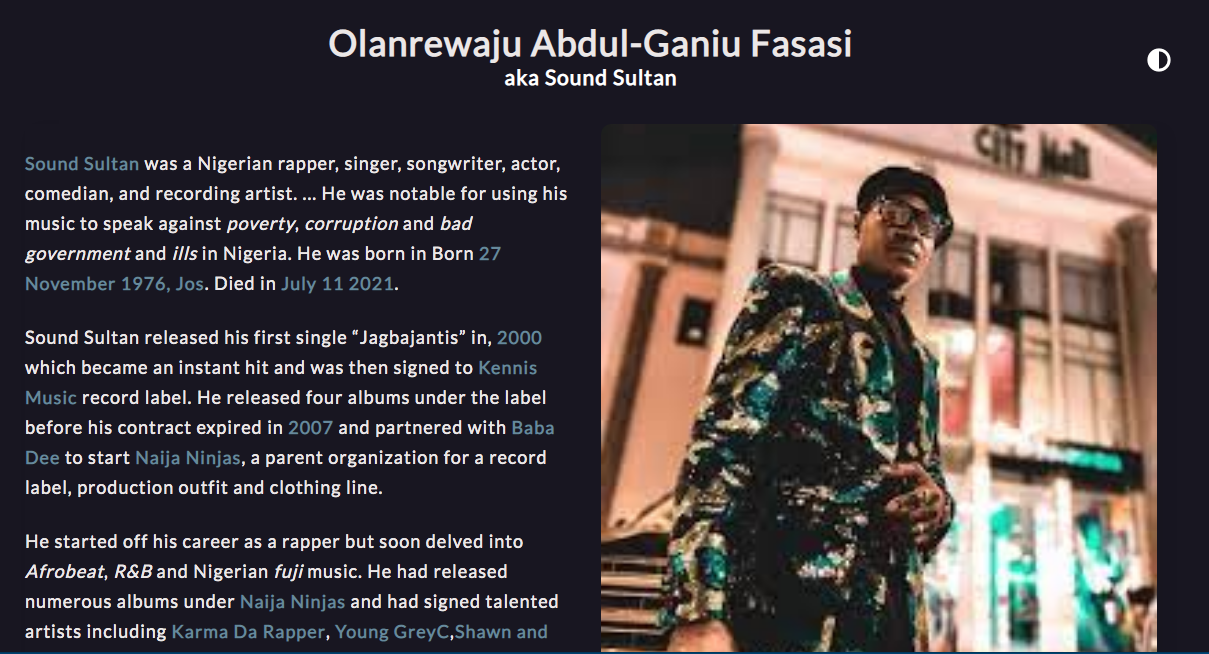 Olanrewaju Abdul-Ganiu Fasasi
aka Sound Sultan
Sound Sultan was a Nigerian rapper, singer, songwriter, actor,
comedian, and recording artist. ... He was notable for using his
music to speak against poverty, corruption and bad
government and ills in Nigeria. He was born in Born 27
November 1976, Jos. Died in July 11 2021.
Sound Sultan released his first single “Jagbajantis” in, 2000
which became an instant hit and was then signed to Kennis
Music record label. He released four albums under the label
before his contract expired in 2007 and partnered with Baba
Dee to start Naija Ninjas, a parent organization for a record
label, production outfit and clothing line.
He started off his career as a rapper but soon delved into
Afrobeat, R&B and Nigerian fuji music. He had released
numerous albums under Naija Ninjas and had signed talented
artists including Karma Da Rapper, Young GreyC,Shawn and
City Hall